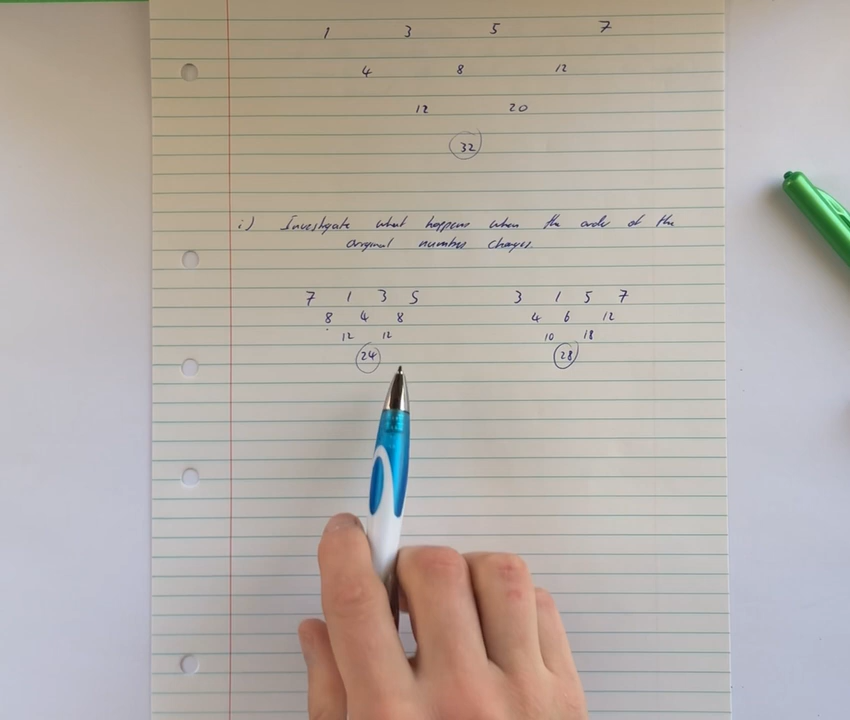 1 3 5 7
4 8 12
12 20
32
i) Investigate what happens when the order of the
original number changes.
7 1 3 5 3 1 5 7
8 4 8 4 6 12
12 12 10 18
24 28